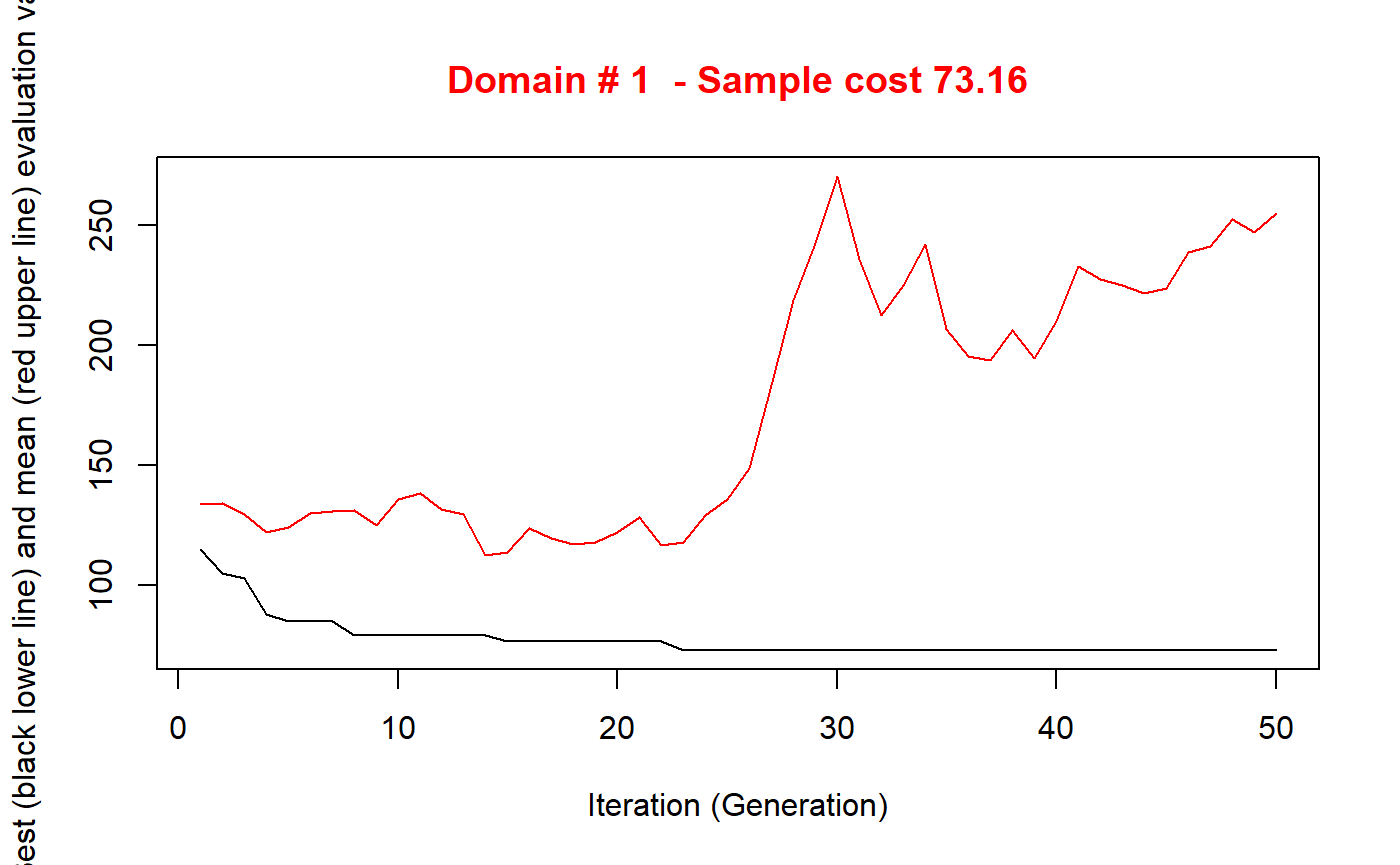 Domain # 1  - Sample cost 73.16
est (black lower line) and mean (red upper line) evaluation va
250
200
150
100
0 10 20 30 40 50
Iteration (Generation)